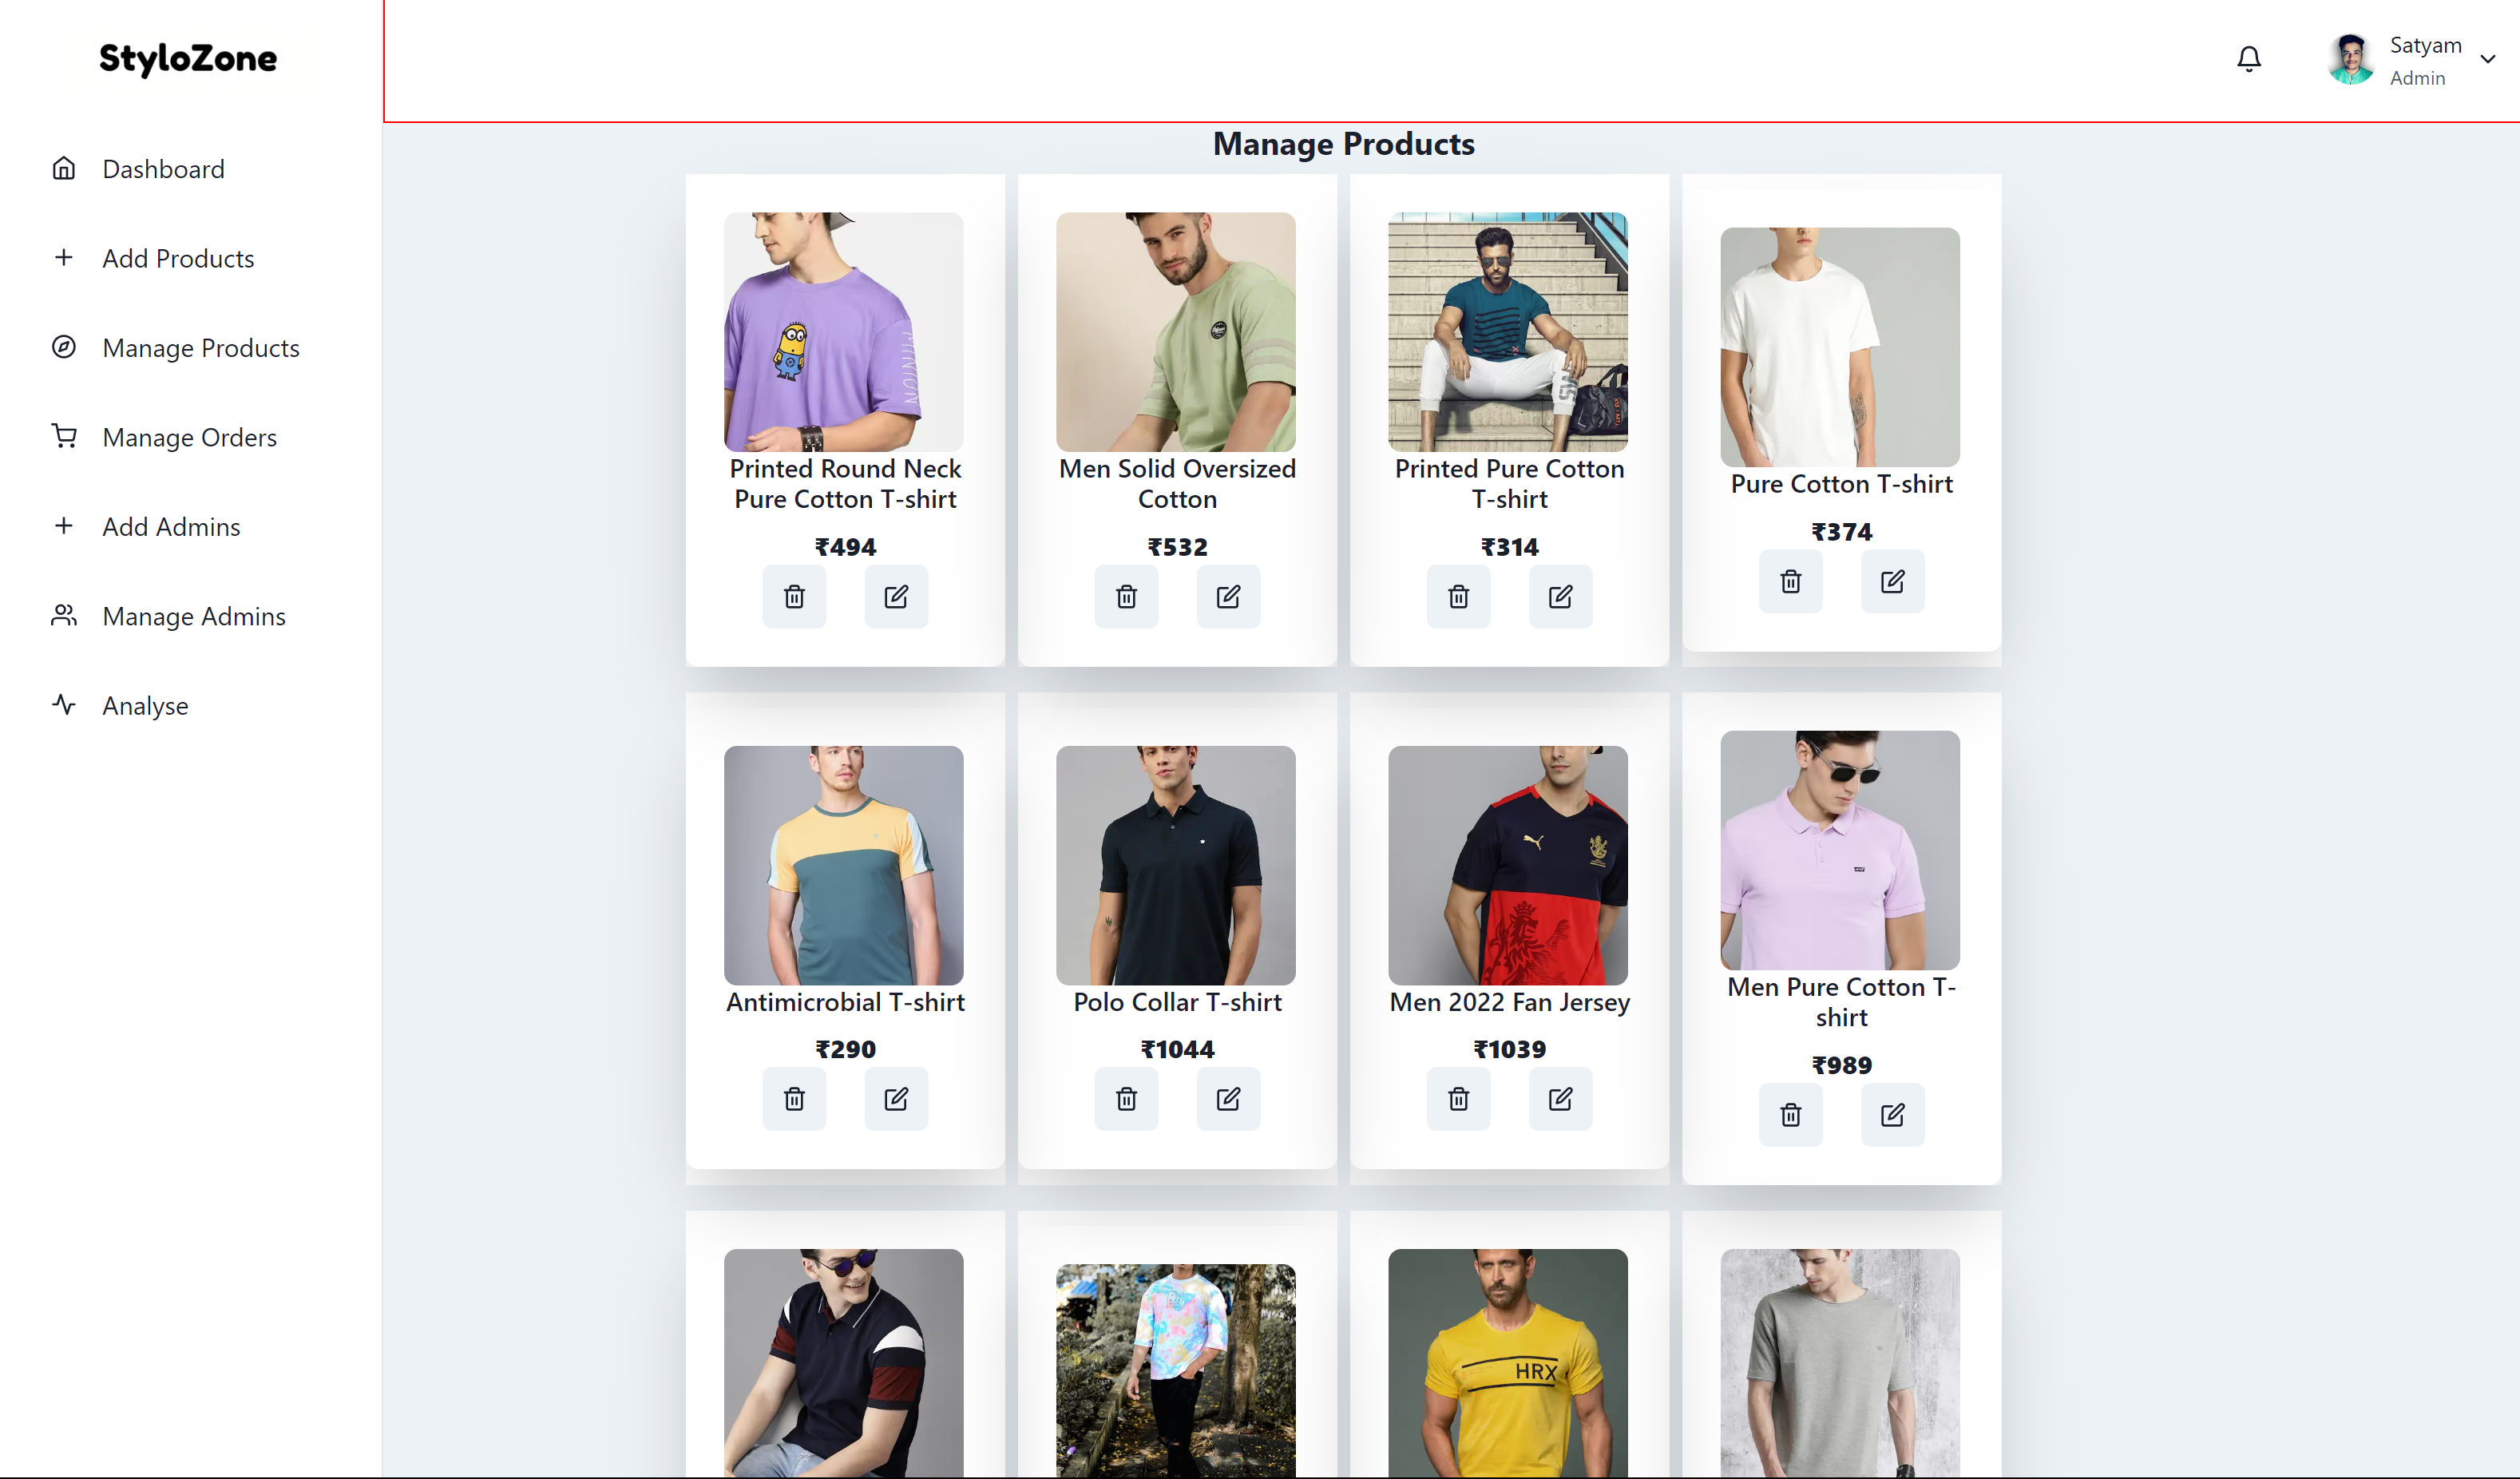 StyloZone
Satyam
Admin
Dashboard
Add Products
Manage Products
Manage Orders
Add Admins
Manage Admins
Analyse
Manage Products
MINION
Printed Round Neck
Pure Cotton T-shirt
₹494
Men Solid Oversized
Cotton
₹532
Printed Pure Cotton
T-shirt
₹314
Pure Cotton T-shirt
₹374
Antimicrobial T-shirt
₹290
Polo Collar T-shirt
₹1044
Men 2022 Fan Jersey
₹1039
Men Pure Cotton T-
shirt
₹989
HRX